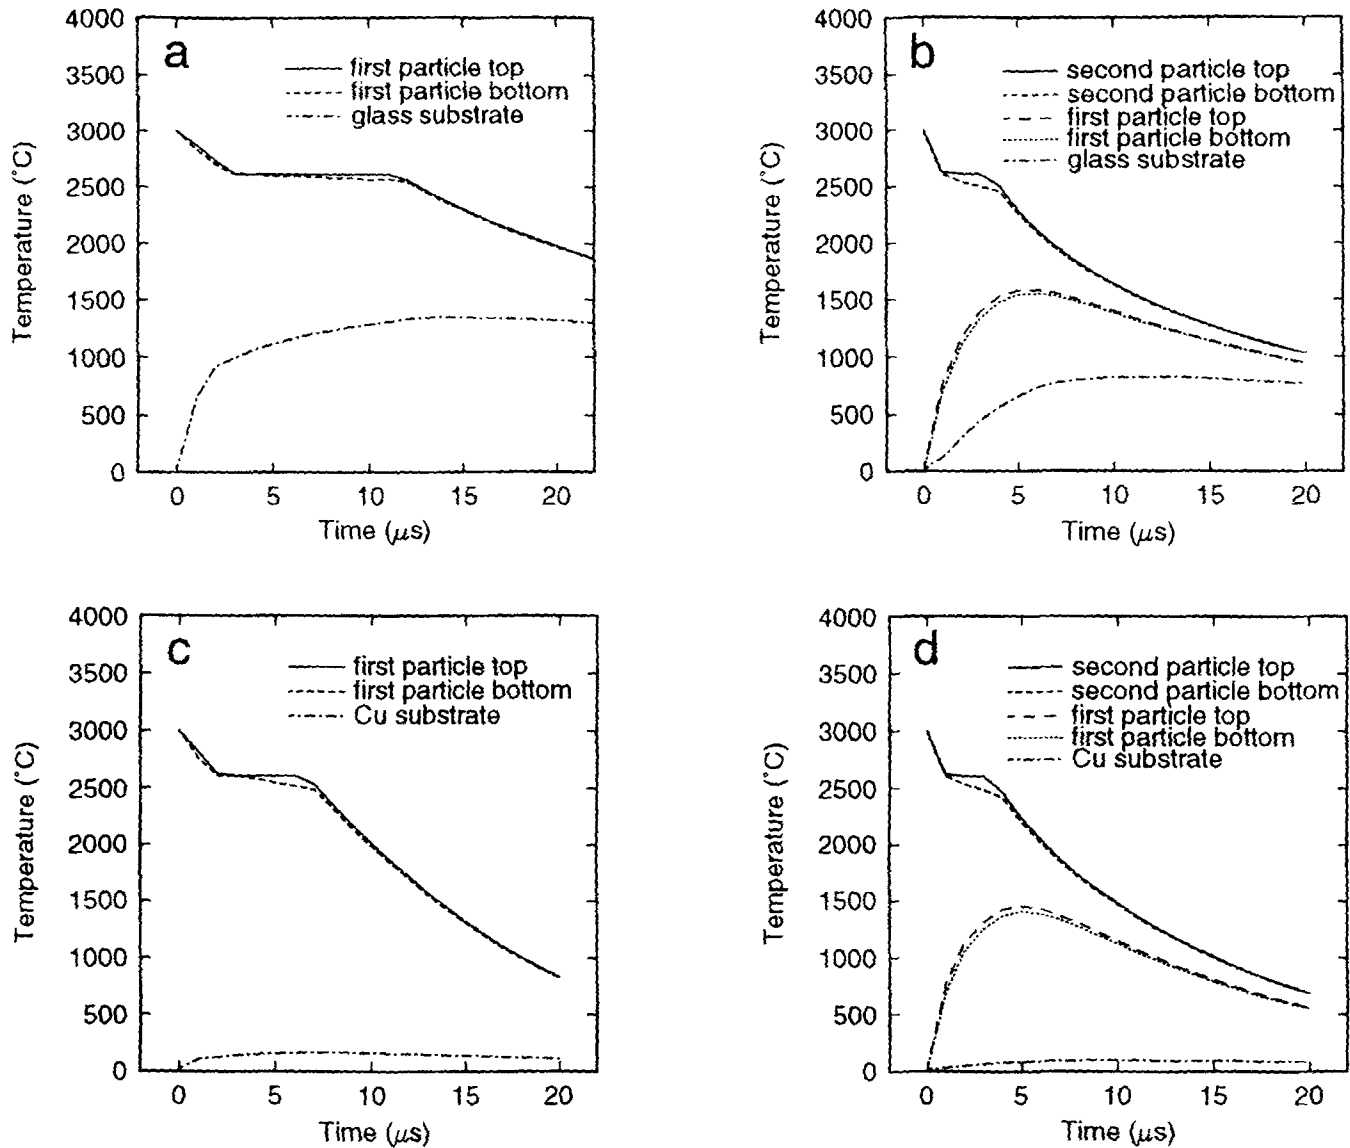 a
first particle top
first particle bottom
glass substrate
4000
3500
3000
2500
2000
1500
1000
500
0
Temperature (˚C)
0 5 10 15 20
Time (μs)
b
second particle top
second particle bottom
first particle top
first particle bottom
glass substrate
4000
3500
3000
2500
2000
1500
1000
500
0
Temperature (˚C)
0 5 10 15 20
Time (μs)
c
first particle top
first particle bottom
Cu substrate
4000
3500
3000
2500
2000
1500
1000
500
0
Temperature (˚C)
0 5 10 15 20
Time (μs)
d
second particle top
second particle bottom
first particle top
first particle bottom
Cu substrate
4000
3500
3000
2500
2000
1500
1000
500
0
Temperature (˚C)
0 5 10 15 20
Time (μs)